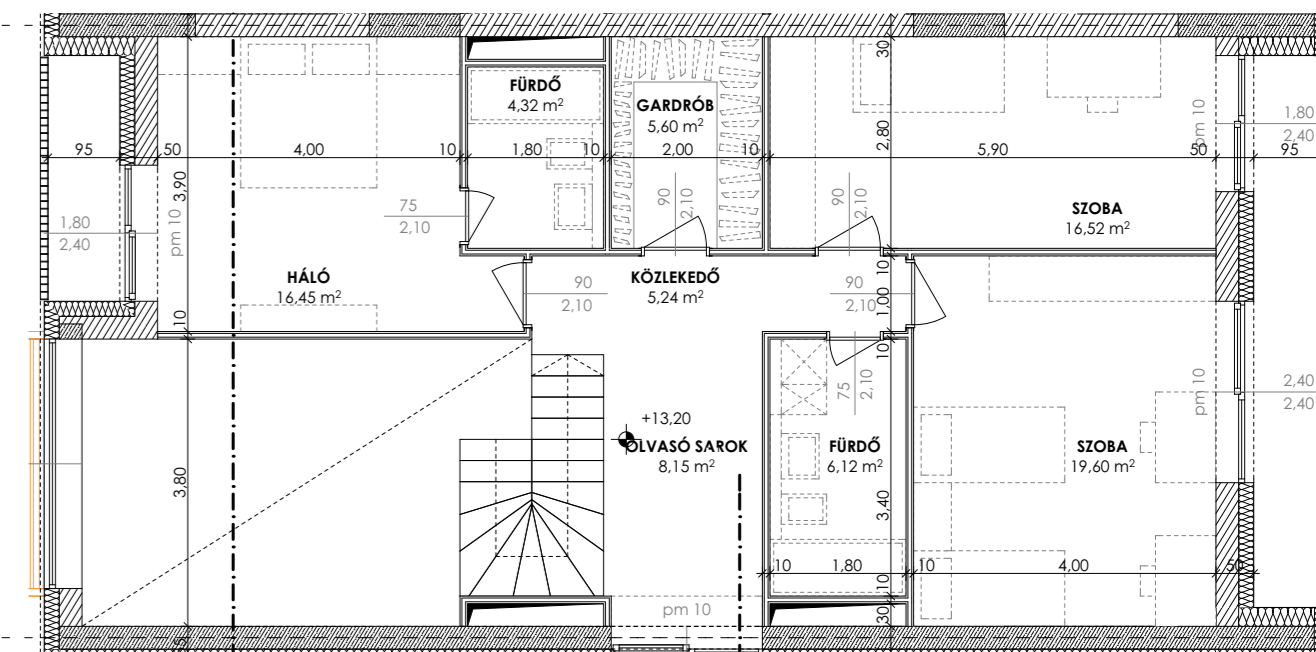 30
FÜRDŐ
4,32 m²
GARDRÓB
5,60 m²
pm 10
1,80
2,40
2,80
95
50
4,00
10
1,80
10
2,00
10
5,90
50
95
3,90
75
2,10
90
2,10
90
2,10
1,80
2,40
pm 10
SZOBA
16,52 m²
HÁLÓ
16,45 m²
KÖZLEKEDŐ
5,24 m²
90
2,10
90
2,10
10
1,00
10
10
75
2,10
pm 10
2,40
2,40
+13,20
OLVASÓ SAROK
8,15 m²
FÜRDŐ
6,12 m²
SZOBA
19,60 m²
3,80
3,40
10
1,80
10
4,00
50
10
pm 10
30
5